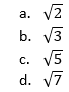 a. √2
b. √3
c. √5
d. √7